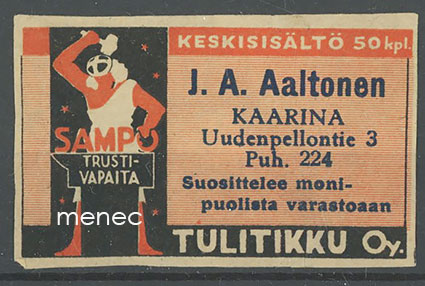 KESKISISÄLTÖ 50 kpl.
J. A. Aaltonen
KAARINA
Uudenpellontie 3
Puh. 224
Suosittelee moni-
puolista varastoaan
SAMPO
TRUSTI-
VAPAITA
menec
TULITIKKU Oy.